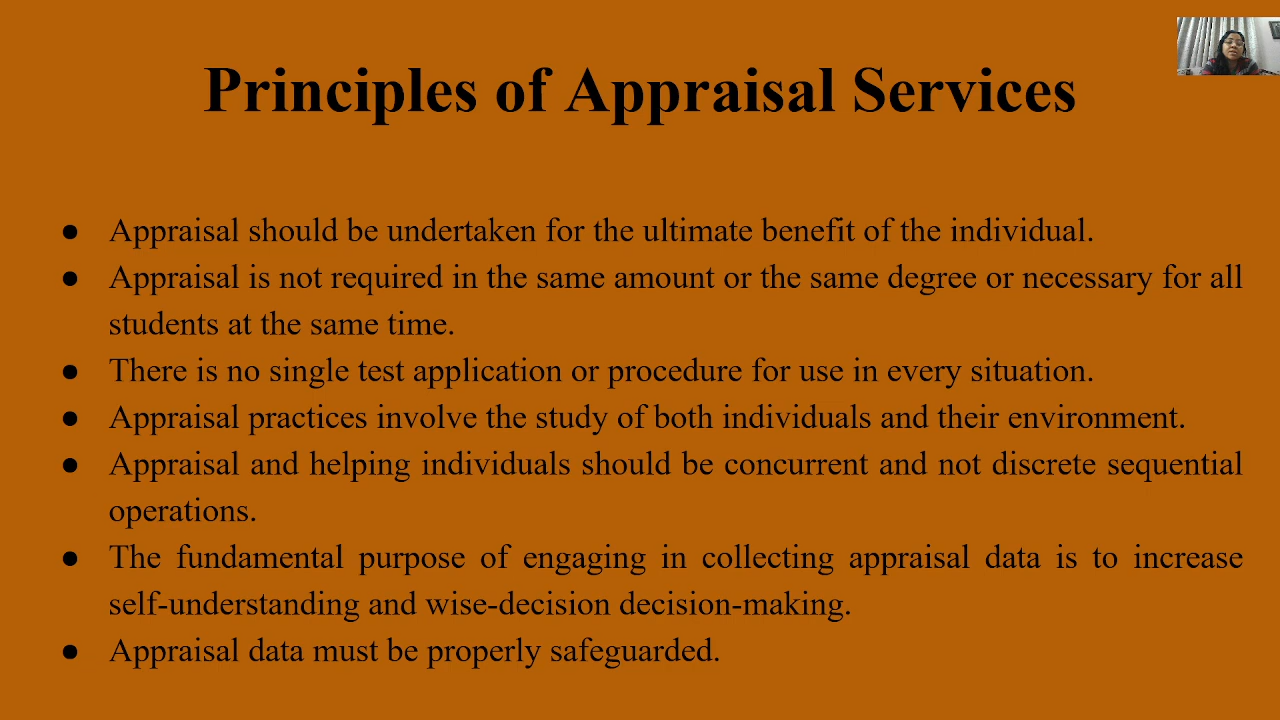 Principles of Appraisal Services
● Appraisal should be undertaken for the ultimate benefit of the individual.
● Appraisal is not required in the same amount or the same degree or necessary for all
students at the same time.
● There is no single test application or procedure for use in every situation.
● Appraisal practices involve the study of both individuals and their environment.
● Appraisal and helping individuals should be concurrent and not discrete sequential
operations.
● The fundamental purpose of engaging in collecting appraisal data is to increase
self-understanding and wise-decision decision-making.
● Appraisal data must be properly safeguarded.